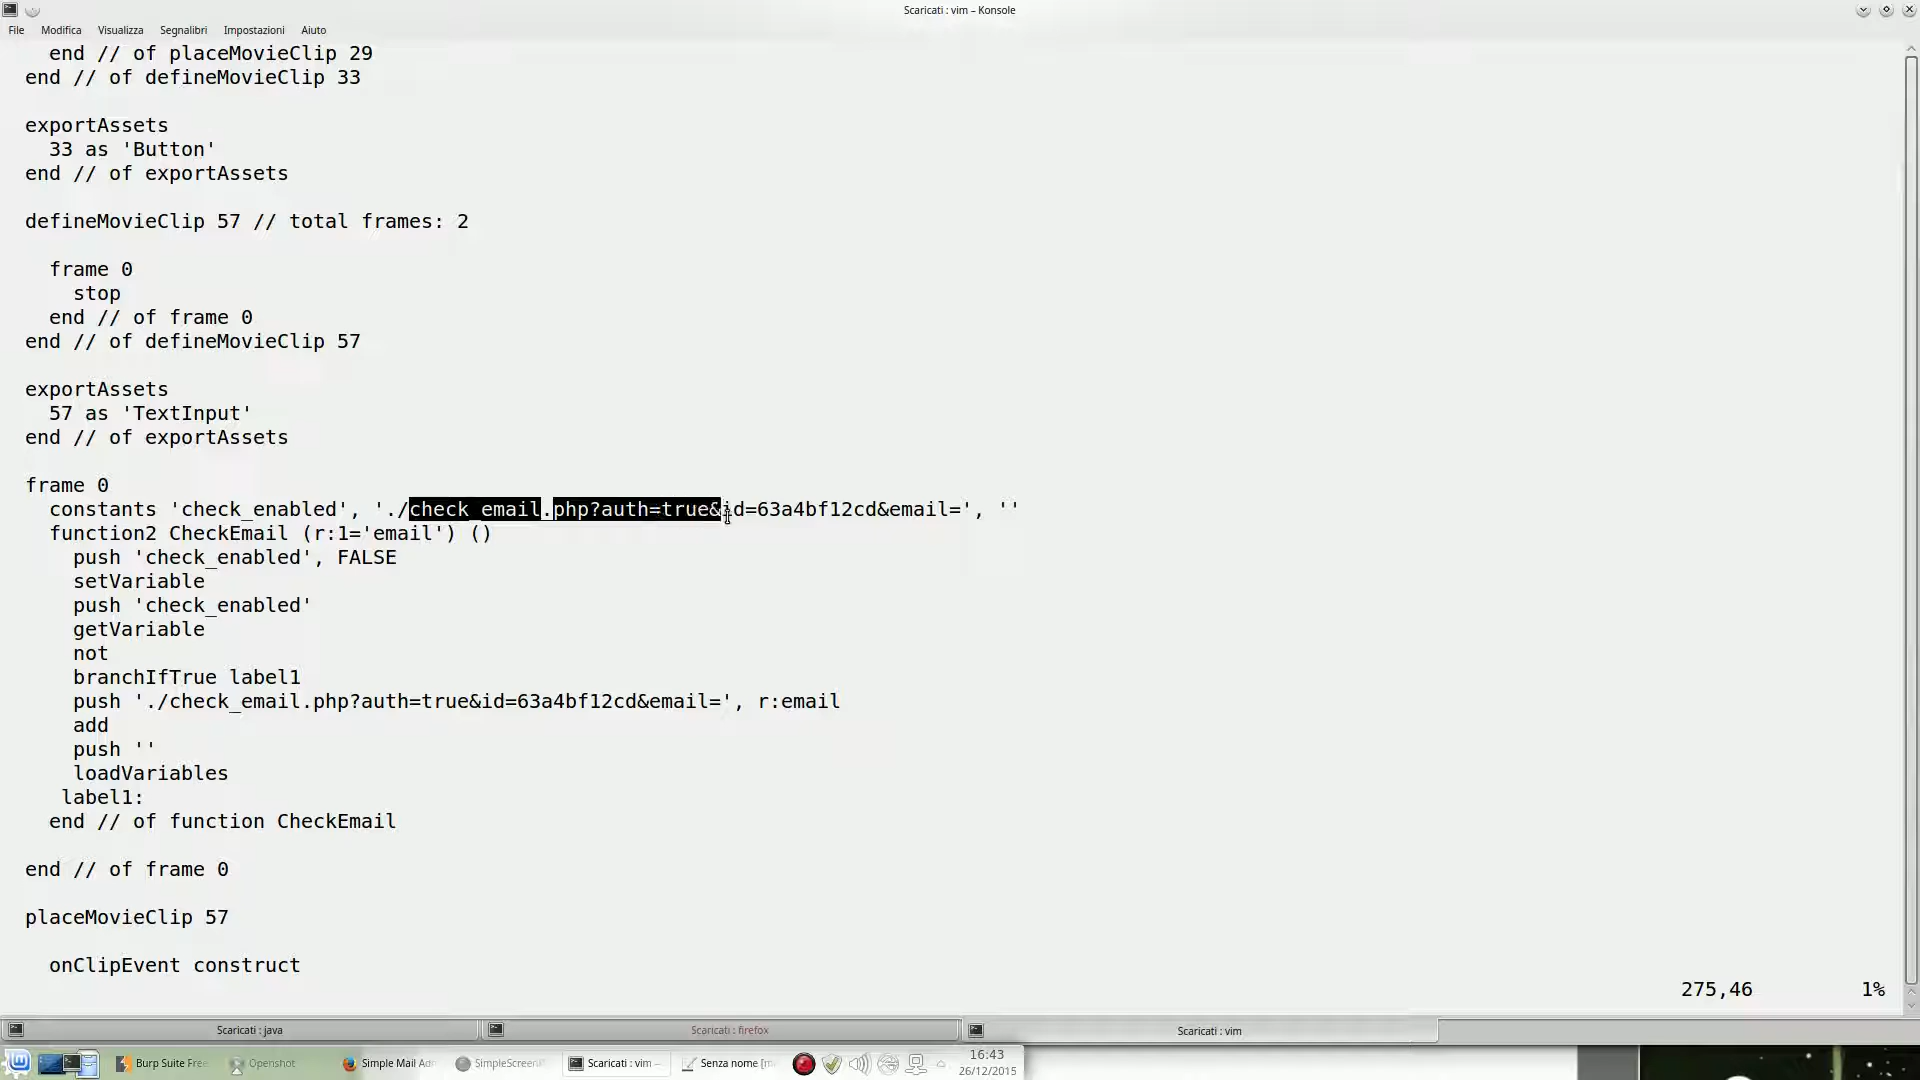 Scaricati : vim – Konsole
File Modifica Visualizza Segnalibri Impostazioni Aiuto
end // of placeMovieClip 29
end // of defineMovieClip 33
exportAssets
33 as 'Button'
end // of exportAssets
defineMovieClip 57 // total frames: 2
frame 0
stop
end // of frame 0
end // of defineMovieClip 57
exportAssets
57 as 'TextInput'
end // of exportAssets
frame 0
constants 'check_enabled', './check_email.php?auth=true&id=63a4bf12cd&email=', ''
function2 CheckEmail (r:1='email') ()
push 'check_enabled', FALSE
setVariable
push 'check_enabled'
getVariable
not
branchIfTrue label1
push './check_email.php?auth=true&id=63a4bf12cd&email=', r:email
add
push ''
loadVariables
label1:
end // of function CheckEmail
end // of frame 0
placeMovieClip 57
onClipEvent construct
275,46 1%
Scaricati : java Scaricati : firefox Scaricati : vim
Burp Suite Free Openshot Simple Mail Ad SimpleScreen Scaricati : vim – Senza nome [m 16:43
26/12/2015